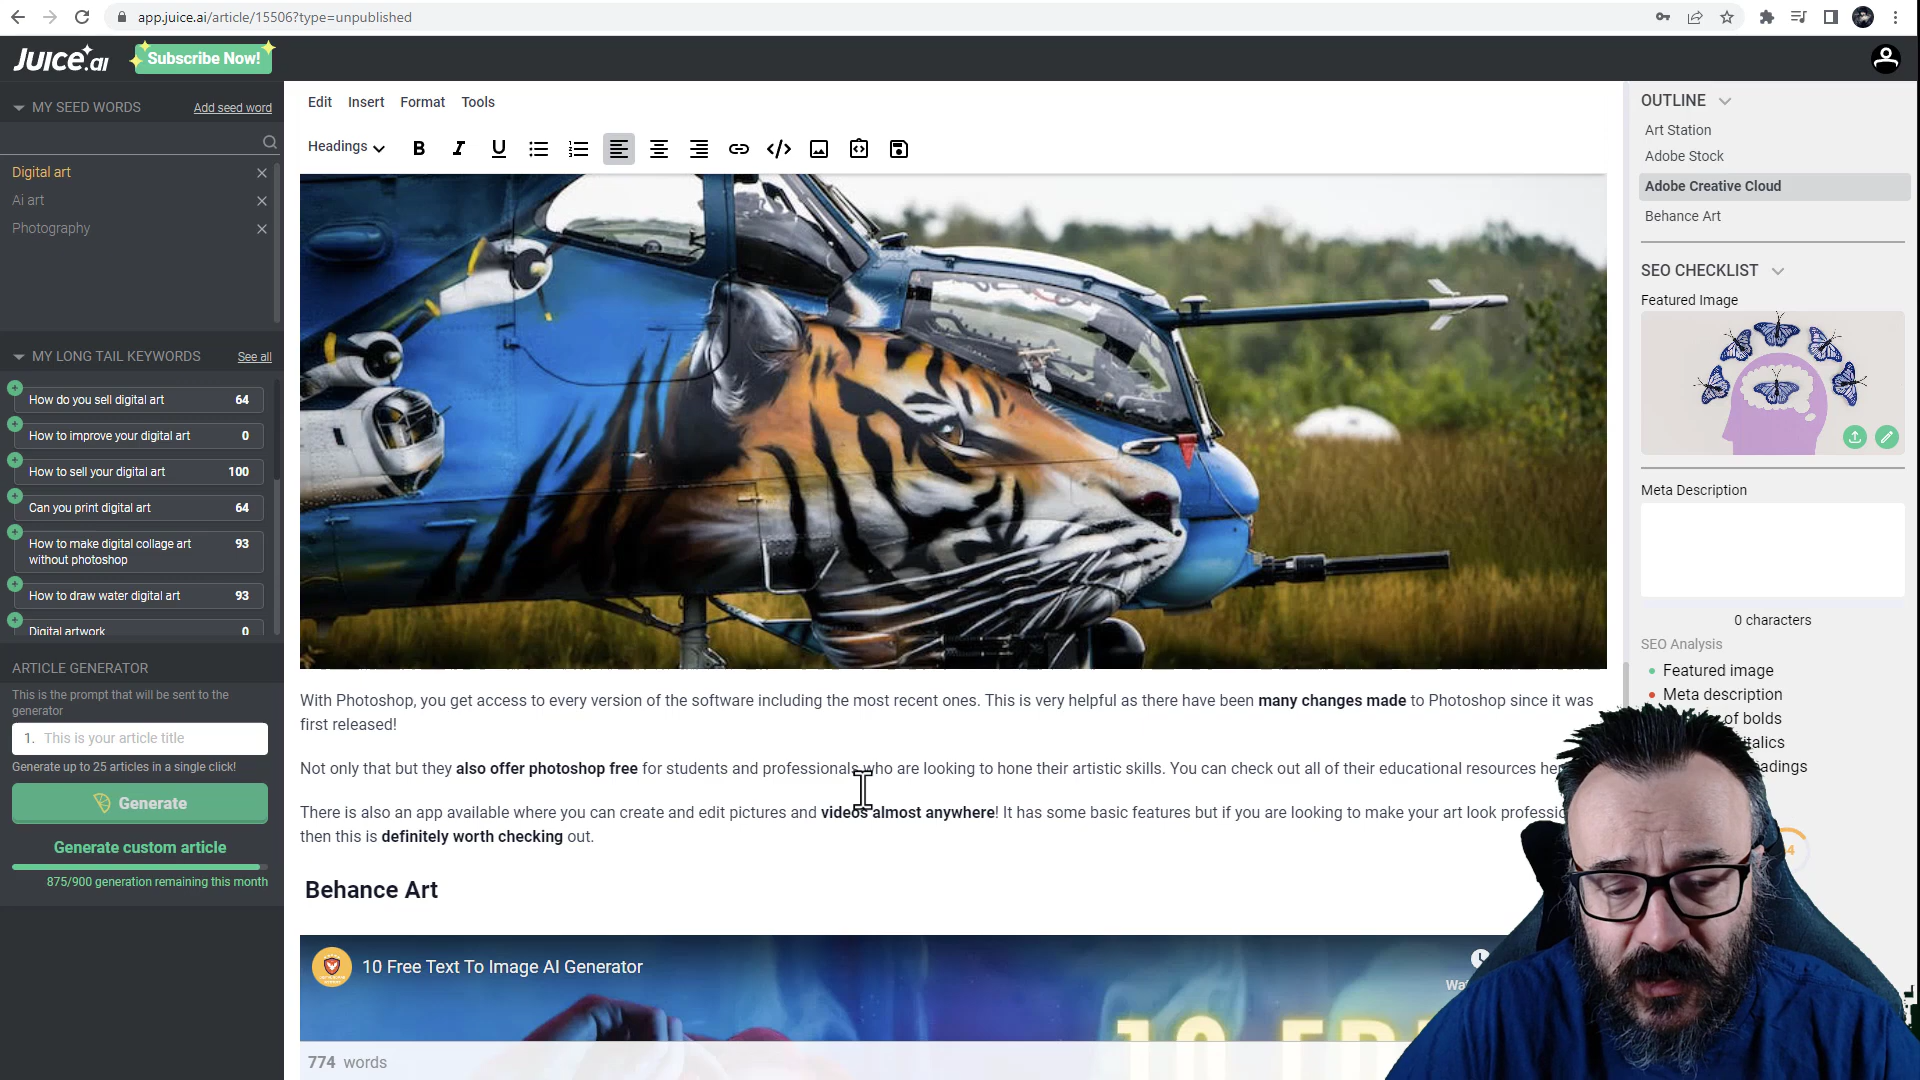 app.juice.ai/article/15506?type=unpublished
Juice.ai
Subscribe Now!
MY SEED WORDS
Add seed word
Digital art
Ai art
Photography
MY LONG TAIL KEYWORDS
See all
How do you sell digital art 64
How to improve your digital art 0
How to sell your digital art 100
Can you print digital art 64
How to make digital collage art 93
without photoshop
How to draw water digital art 93
Digital artwork 0
ARTICLE GENERATOR
This is the prompt that will be sent to the
generator
1. This is your article title
Generate up to 25 articles in a single click!
Generate
Generate custom article
875/900 generation remaining this month
Edit Insert Format Tools
Headings
With Photoshop, you get access to every version of the software including the most recent ones. This is very helpful as there have been many changes made to Photoshop since it was
first released!
Not only that but they also offer photoshop free for students and professionals who are looking to hone their artistic skills. You can check out all of their educational resources
There is also an app available where you can create and edit pictures and videos almost anywhere! It has some basic features but if you are looking to make your art look
then this is definitely worth checking out.
Behance Art
10 Free Text To Image AI Generator
774 words
OUTLINE
Art Station
Adobe Stock
Adobe Creative Cloud
Behance Art
SEO CHECKLIST
Featured Image
Meta Description
0 characters
SEO Analysis
Featured image
Meta description
of bolds
italics